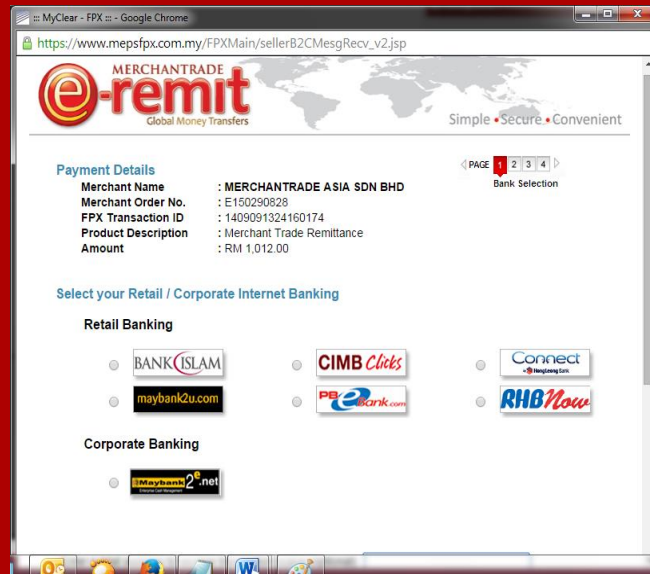 ::: MyClear - FPX ::: - Google Chrome
https://www.mepsfpx.com.my/FPXMain/sellerB2CMesgRecv_v2.jsp
MERCHANTRADE
e-remit
Global Money Transfers
Simple • Secure • Convenient
PAGE 1 2 3 4
Bank Selection
Payment Details
Merchant Name : MERCHANTRADE ASIA SDN BHD
Merchant Order No. : E150290828
FPX Transaction ID : 1409091324160174
Product Description : Merchant Trade Remittance
Amount : RM 1,012.00
Select your Retail / Corporate Internet Banking
Retail Banking
BANK ISLAM CIMB Clicks Connect
HongLeong Bank
maybank2u.com PBeBank.com RHB Now
Corporate Banking
Maybank2e.net